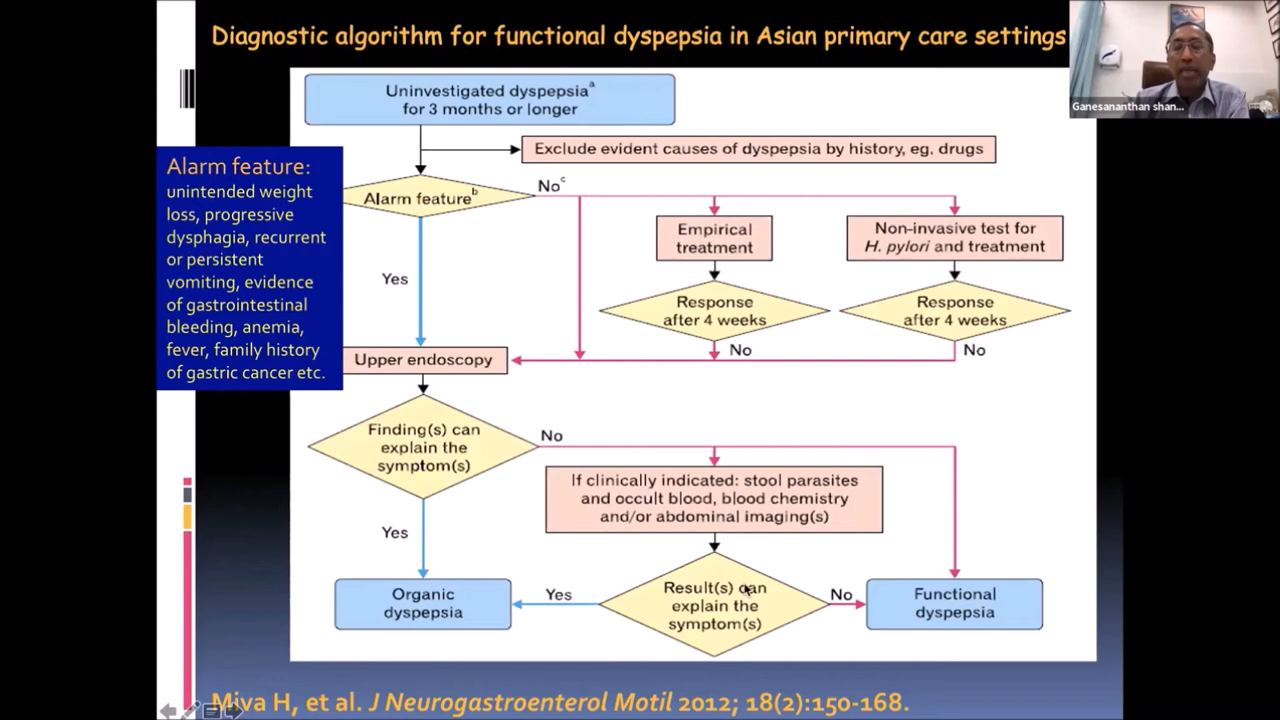 Diagnostic algorithm for functional dyspepsia in Asian primary care settings
Ganesananthan shan...
Uninvestigated dyspepsiaᵃ
for 3 months or longer
Exclude evident causes of dyspepsia by history, eg. drugs
Alarm feature:
unintended weight
loss, progressive
dysphagia, recurrent
or persistent
vomiting, evidence
of gastrointestinal
bleeding, anemia,
fever, family history
of gastric cancer etc.
Alarm featureᵇ
Noᶜ
Yes
Empirical
treatment
Non-invasive test for
H. pylori and treatment
Response
after 4 weeks
Response
after 4 weeks
No
No
Upper endoscopy
Finding(s) can
explain the
symptom(s)
No
Yes
If clinically indicated: stool parasites
and occult blood, blood chemistry
and/or abdominal imaging(s)
Result(s) can
explain the
symptom(s)
Yes
No
Organic
dyspepsia
Functional
dyspepsia
Miva H, et al. J Neurogastroenterol Motil 2012; 18(2):150-168.